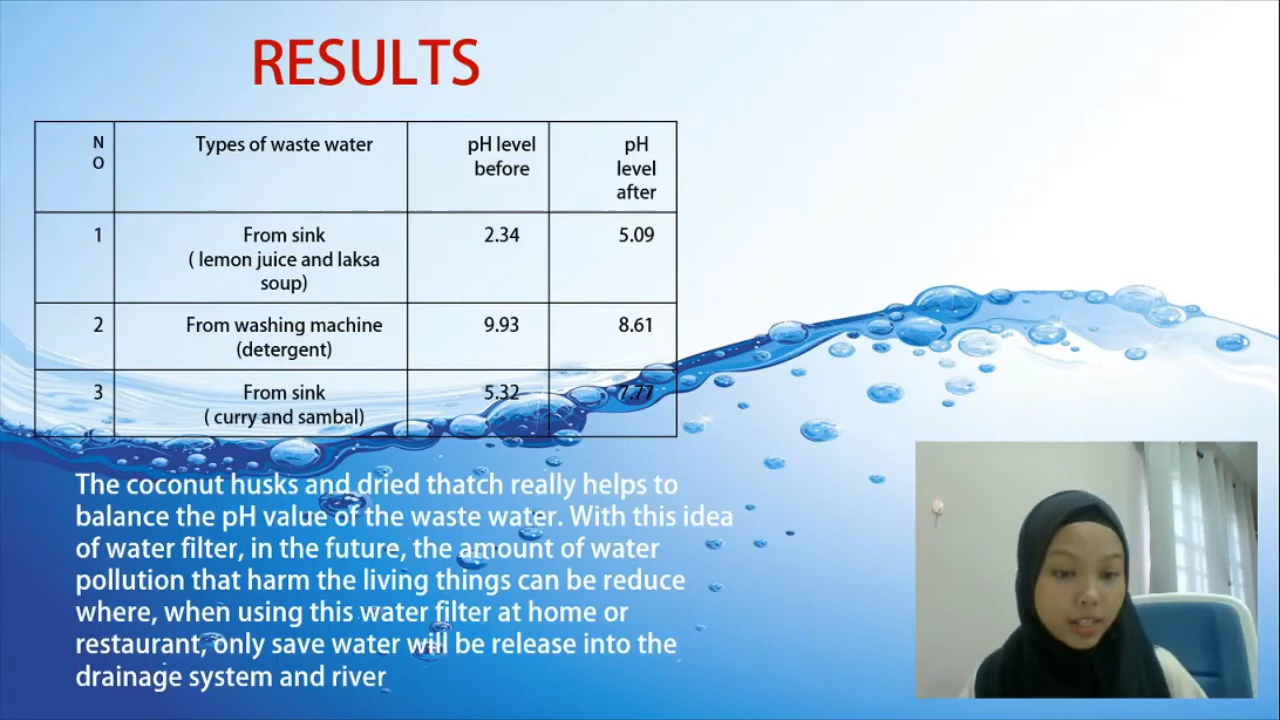 RESULTS
N
O
Types of waste water
pH level
before
pH
level
after
1
From sink
( lemon juice and laksa
soup)
2.34
5.09
2
From washing machine
(detergent)
9.93
8.61
3
From sink
( curry and sambal)
5.32
7.77
The coconut husks and dried thatch really helps to
balance the pH value of the waste water. With this idea
of water filter, in the future, the amount of water
pollution that harm the living things can be reduce
where, when using this water filter at home or
restaurant, only save water will be release into the
drainage system and river